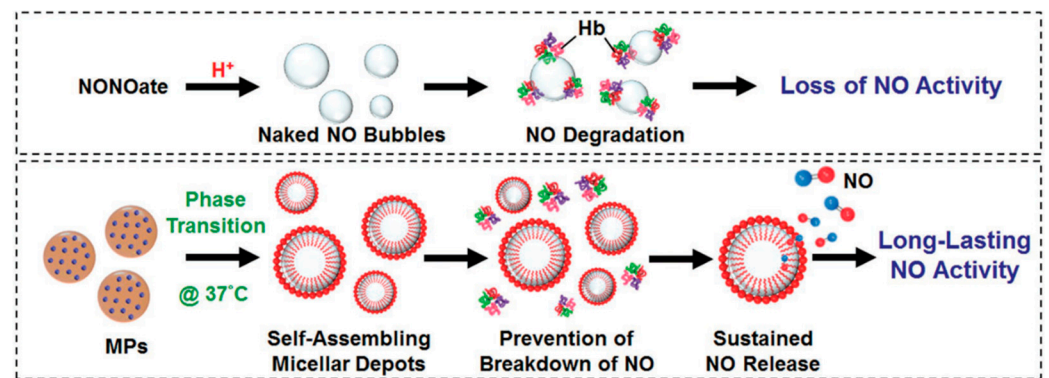 NONOate
H⁺
Naked NO Bubbles
Hb
NO Degradation
Loss of NO Activity
MPs
Phase
Transition
@ 37°C
Self-Assembling
Micellar Depots
Prevention of
Breakdown of NO
Sustained
NO Release
NO
Long-Lasting
NO Activity